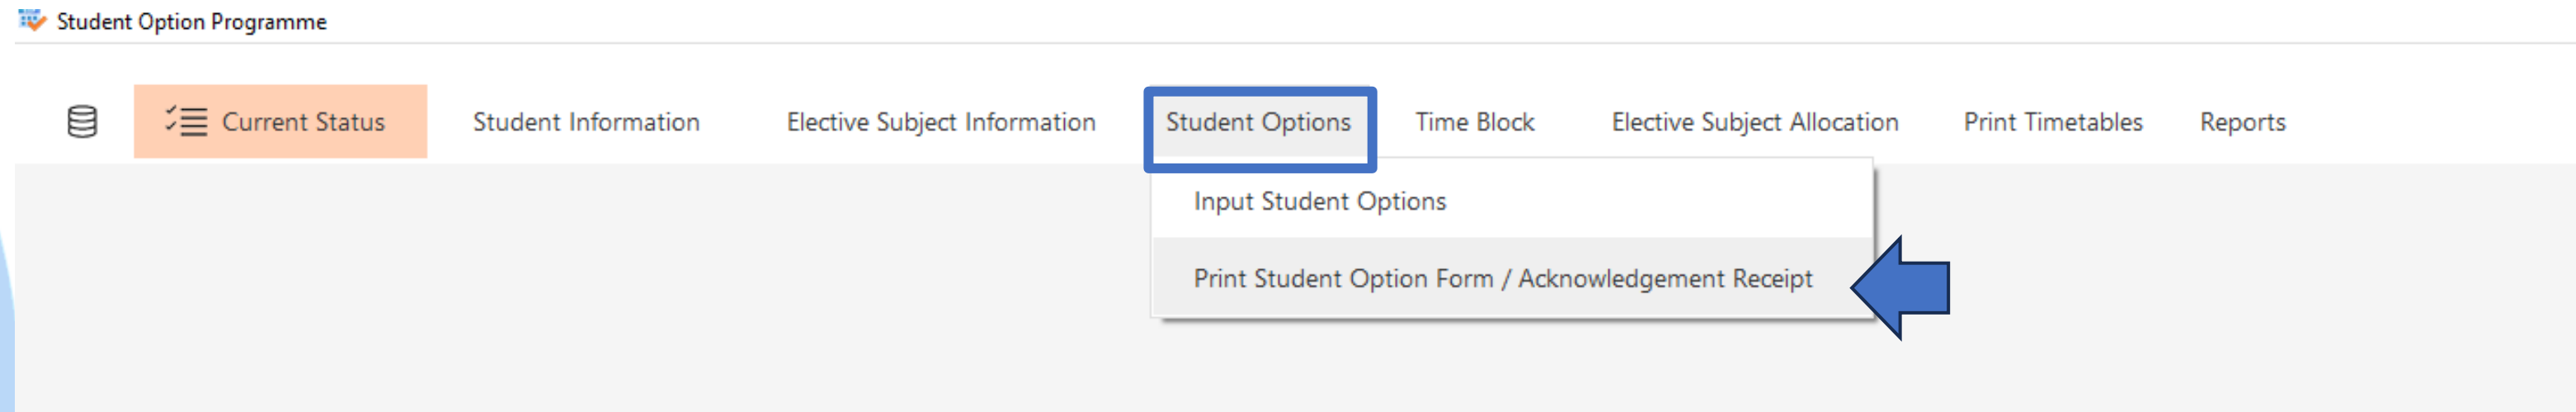 Student Option Programme
Current Status Student Information Elective Subject Information Student Options Time Block Elective Subject Allocation Print Timetables Reports
Input Student Options
Print Student Option Form / Acknowledgement Receipt